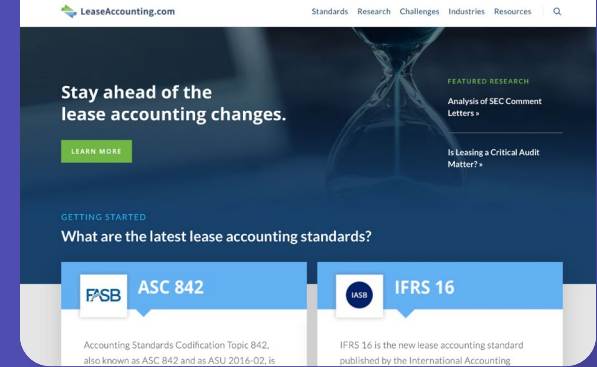 LeaseAccounting.com
Standards Research Challenges Industries Resources
Stay ahead of the
lease accounting changes.
LEARN MORE
FEATURED RESEARCH
Analysis of SEC Comment
Letters »
Is Leasing a Critical Audit
Matter? »
GETTING STARTED
What are the latest lease accounting standards?
FASB
ASC 842
Accounting Standards Codification Topic 842,
also known as ASC 842 and as ASU 2016-02, is
IASB
IFRS 16
IFRS 16 is the new lease accounting standard
published by the International Accounting